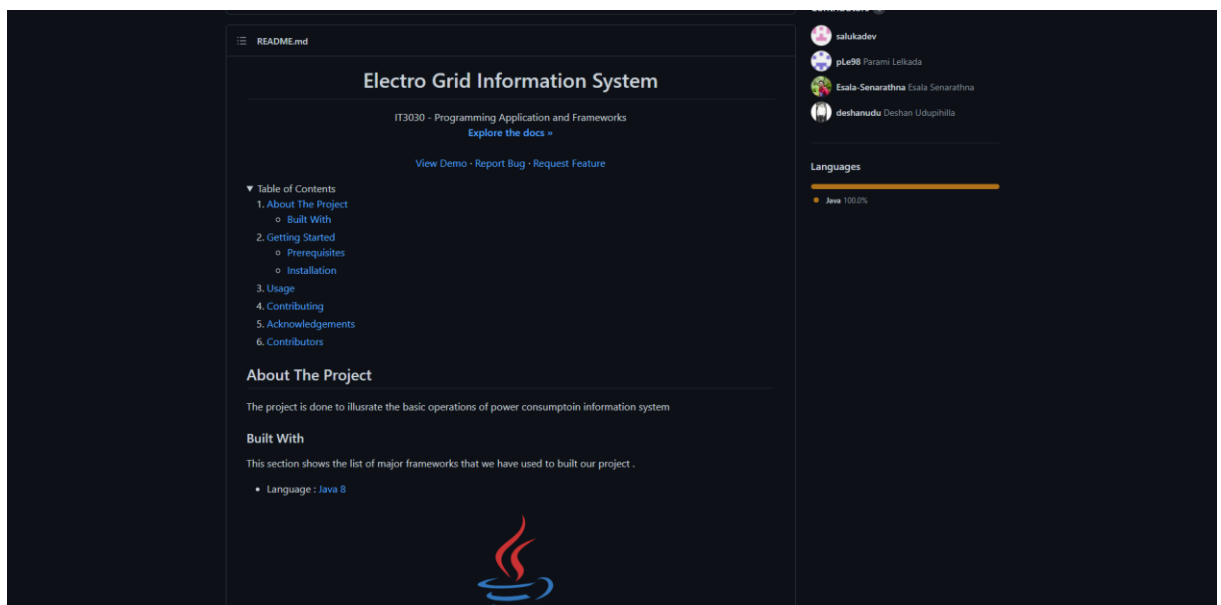 README.md
Electro Grid Information System
IT3030 - Programming Application and Frameworks
Explore the docs »
View Demo · Report Bug · Request Feature
▼ Table of Contents
1. About The Project
○ Built With
2. Getting Started
○ Prerequisites
○ Installation
3. Usage
4. Contributing
5. Acknowledgements
6. Contributors
About The Project
The project is done to illusrate the basic operations of power consumptoin information system
Built With
This section shows the list of major frameworks that we have used to built our project .
• Language : Java 8
salukadev
pLe98 Parami Lelkada
Esala-Senarathna Esala Senarathna
deshanudu Deshan Udupihilla
Languages
Java 100.0%